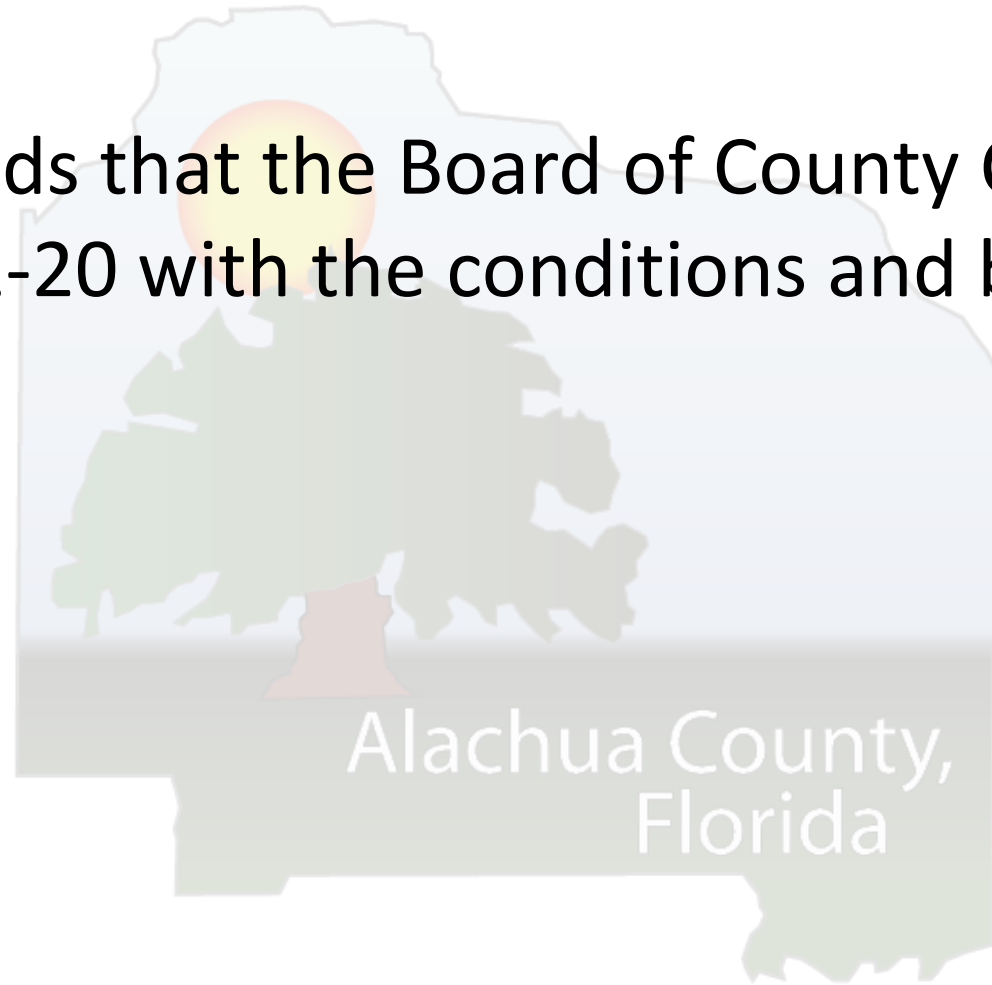 ds that the Board of County
-20 with the conditions and
Alachua County,
Florida